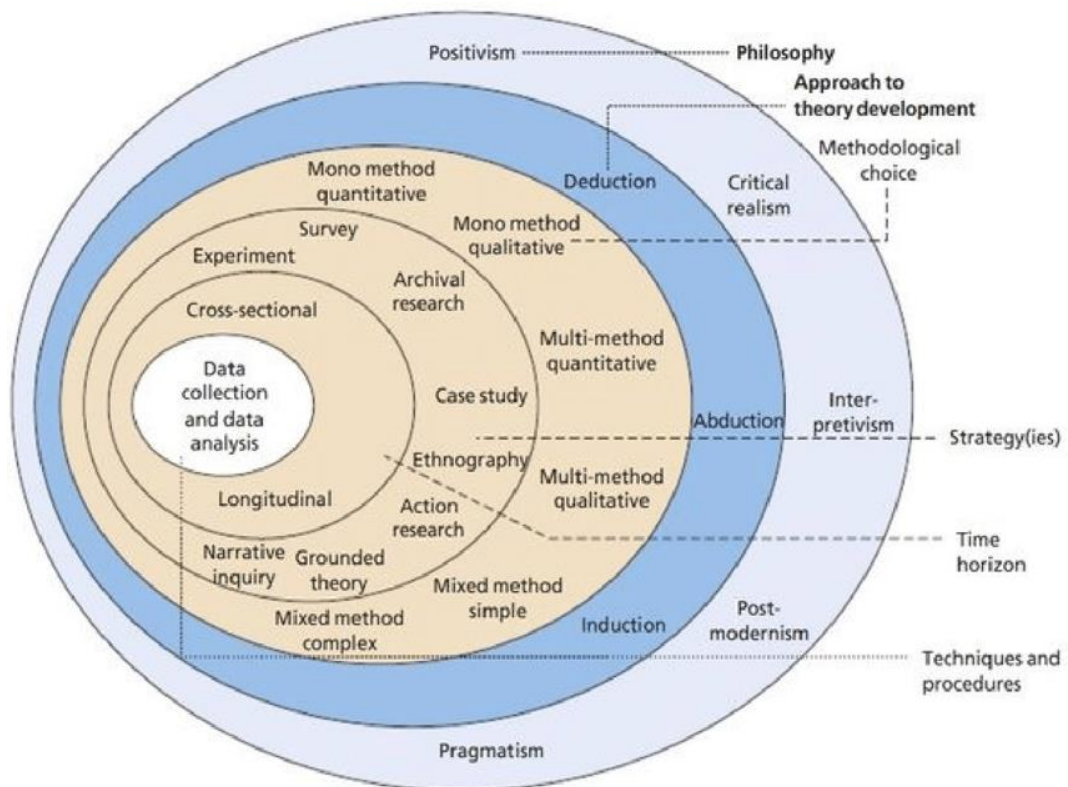 Positivism
Philosophy
Approach to
theory development
Methodological
choice
Mono method
quantitative
Deduction
Critical
realism
Survey
Mono method
qualitative
Experiment
Archival
research
Cross-sectional
Multi-method
quantitative
Data
collection
and data
analysis
Case study
Abduction
Inter-
pretivism
Strategy(ies)
Ethnography
Multi-method
qualitative
Longitudinal
Action
research
Time
horizon
Narrative
inquiry
Grounded
theory
Mixed method
simple
Mixed method
complex
Induction
Post-
modernism
Techniques and
procedures
Pragmatism